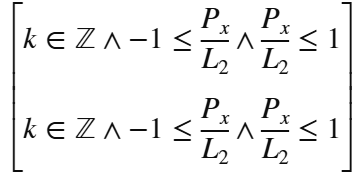 k ∈ ℤ ∧ −1 ≤ P_x/L_2 ∧ P_x/L_2 ≤ 1
k ∈ ℤ ∧ −1 ≤ P_x/L_2 ∧ P_x/L_2 ≤ 1